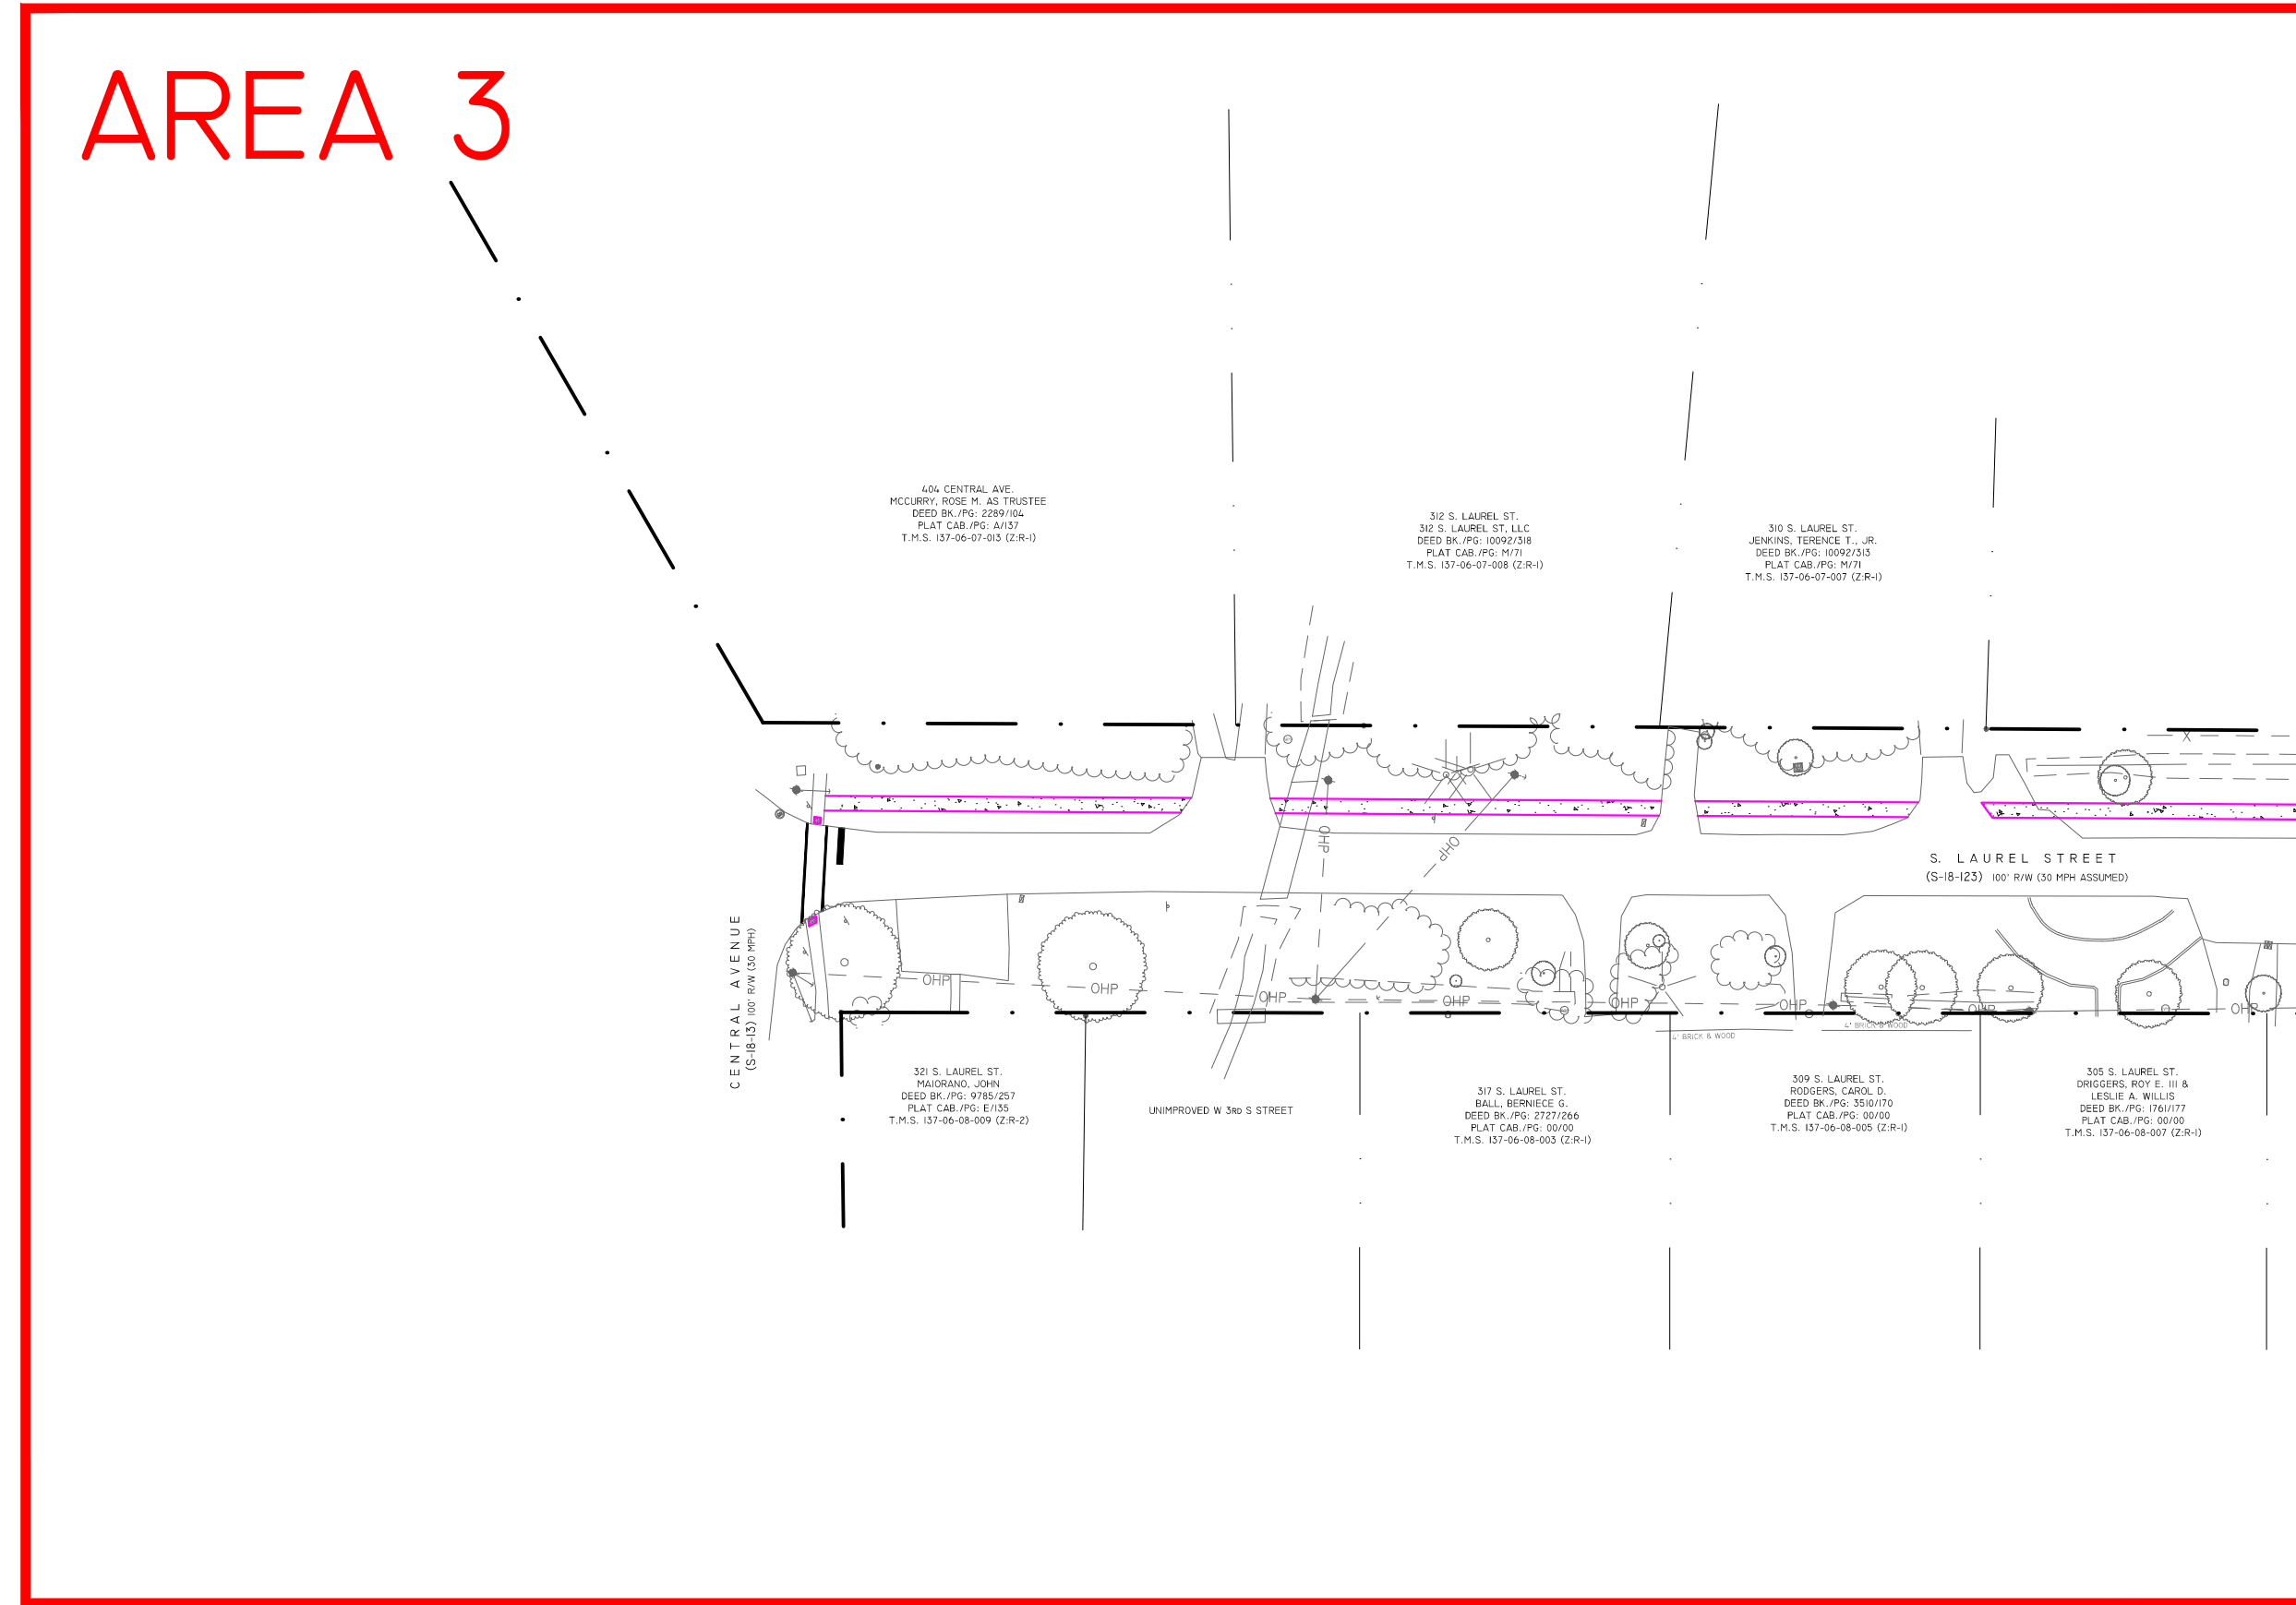 AREA 3
404 CENTRAL AVE.
MCCURRY, ROSE M. AS TRUSTEE
DEED BK./PG: 2289/104
PLAT CAB./PG: A/137
T.M.S. 137-06-07-013 (Z:R-1)
312 S. LAUREL ST.
312 S. LAUREL ST, LLC
DEED BK./PG: 10092/318
PLAT CAB./PG: M/71
T.M.S. 137-06-07-008 (Z:R-1)
310 S. LAUREL ST.
JENKINS, TERENCE T., JR.
DEED BK./PG: 10092/313
PLAT CAB./PG: M/71
T.M.S. 137-06-07-007 (Z:R-1)
X
OHP
OHP
S. LAUREL STREET
(S-18-123) 100' R/W (30 MPH ASSUMED)
CENTRAL AVENUE
(S-18-13) 100' R/W (30 MPH)
OHP
OHP
OHP
OHP
OHP
OHP
OHP
OHP
4' BRICK & WOOD
4' BRICK & WOOD
321 S. LAUREL ST.
MAIORANO, JOHN
DEED BK./PG: 9785/257
PLAT CAB./PG: E/135
T.M.S. 137-06-08-009 (Z:R-2)
UNIMPROVED W 3RD S STREET
317 S. LAUREL ST.
BALL, BERNIECE G.
DEED BK./PG: 2727/266
PLAT CAB./PG: 00/00
T.M.S. 137-06-08-003 (Z:R-1)
309 S. LAUREL ST.
RODGERS, CAROL D.
DEED BK./PG: 3510/170
PLAT CAB./PG: 00/00
T.M.S. 137-06-08-005 (Z:R-1)
305 S. LAUREL ST.
DRIGGERS, ROY E. III &
LESLIE A. WILLIS
DEED BK./PG: 1761/177
PLAT CAB./PG: 00/00
T.M.S. 137-06-08-007 (Z:R-1)